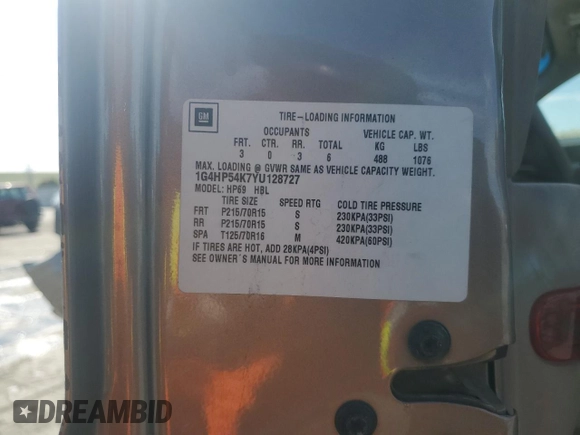 GM
TIRE-LOADING INFORMATION
OCCUPANTS VEHICLE CAP. WT.
FRT. CTR. RR. TOTAL KG LBS
3 0 3 6 488 1076
MAX. LOADING @ GVWR SAME AS VEHICLE CAPACITY WEIGHT.
1G4HP54K7YU128727
MODEL: HP69 HBL
TIRE SIZE SPEED RTG COLD TIRE PRESSURE
FRT P215/70R15 S 230KPA(33PSI)
RR P215/70R15 S 230KPA(33PSI)
SPA T125/70R16 M 420KPA(60PSI)
IF TIRES ARE HOT, ADD 28KPA(4PSI)
SEE OWNER'S MANUAL FOR MORE INFORMATION
DREAMBID